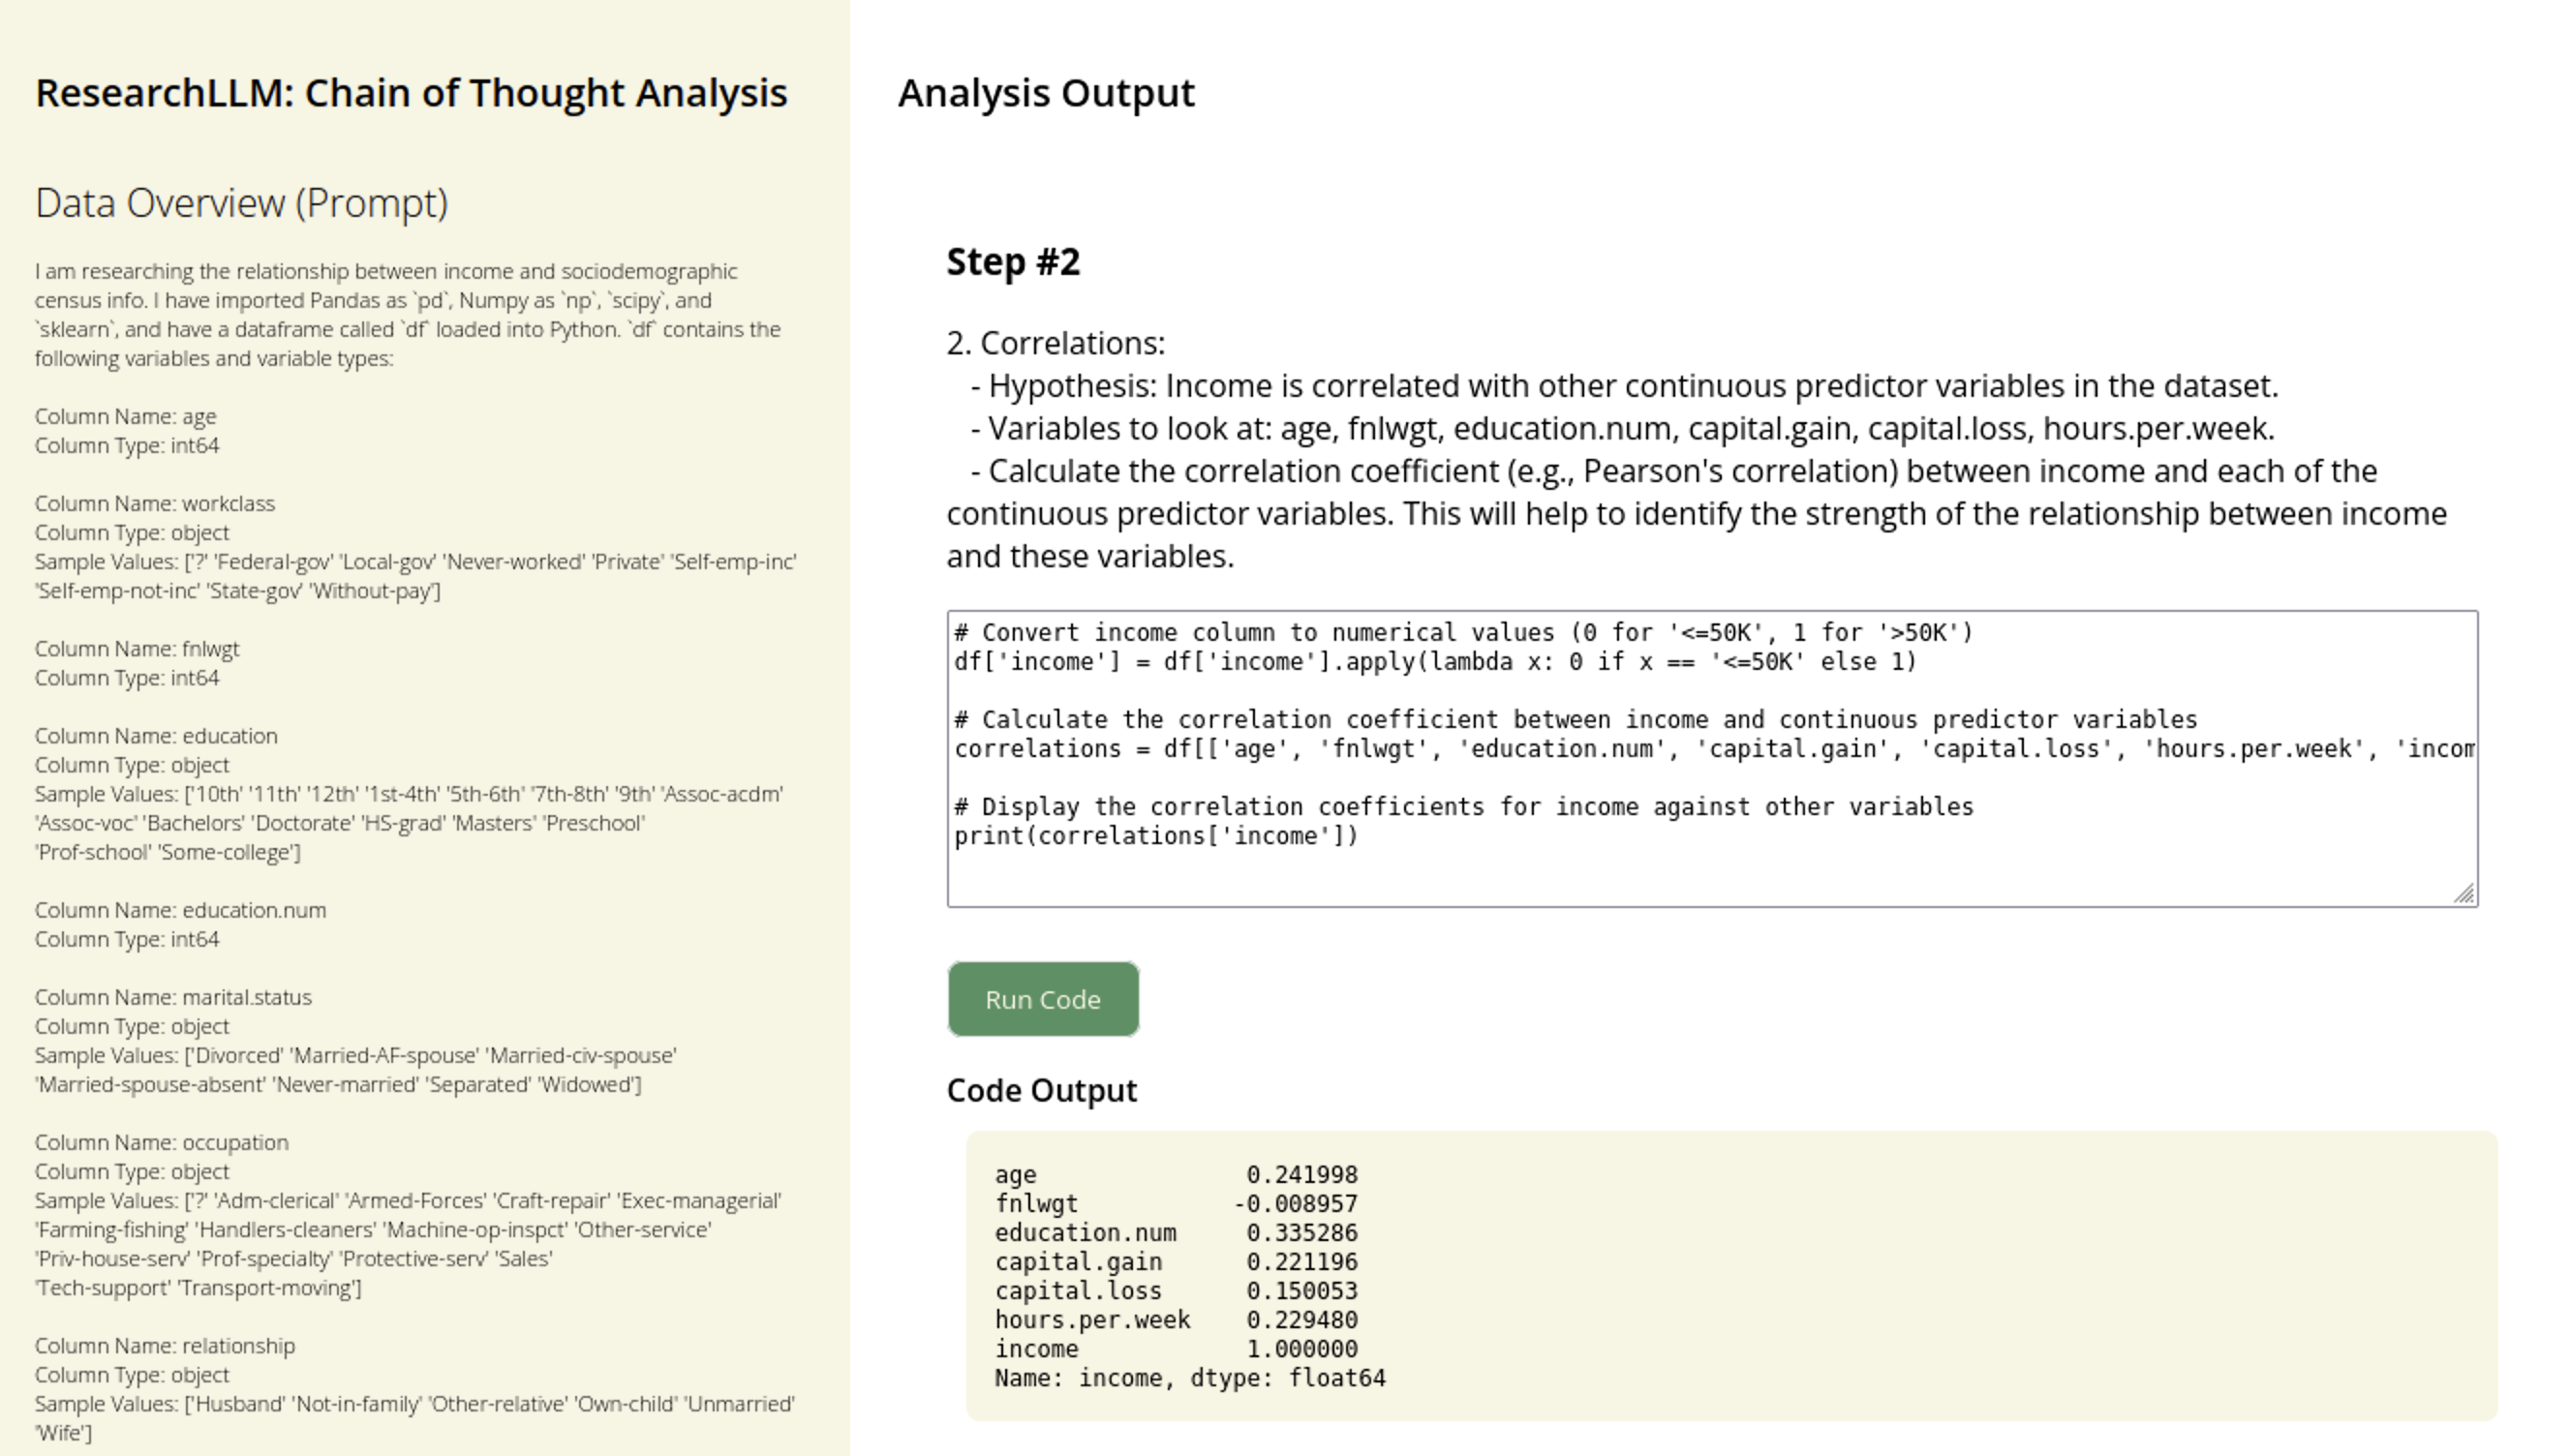 ResearchLLM: Chain of Thought Analysis
Data Overview (Prompt)
I am researching the relationship between income and sociodemographic
census info. I have imported Pandas as `pd`, Numpy as `np`, `scipy`, and
`sklearn`, and have a dataframe called `df` loaded into Python. `df` contains the
following variables and variable types:
Column Name: age
Column Type: int64
Column Name: workclass
Column Type: object
Sample Values: ['?' 'Federal-gov' 'Local-gov' 'Never-worked' 'Private' 'Self-emp-inc'
'Self-emp-not-inc' 'State-gov' 'Without-pay']
Column Name: fnlwgt
Column Type: int64
Column Name: education
Column Type: object
Sample Values: ['10th' '11th' '12th' '1st-4th' '5th-6th' '7th-8th' '9th' 'Assoc-acdm'
'Assoc-voc' 'Bachelors' 'Doctorate' 'HS-grad' 'Masters' 'Preschool'
'Prof-school' 'Some-college']
Column Name: education.num
Column Type: int64
Column Name: marital.status
Column Type: object
Sample Values: ['Divorced' 'Married-AF-spouse' 'Married-civ-spouse'
'Married-spouse-absent' 'Never-married' 'Separated' 'Widowed']
Column Name: occupation
Column Type: object
Sample Values: ['?' 'Adm-clerical' 'Armed-Forces' 'Craft-repair' 'Exec-managerial'
'Farming-fishing' 'Handlers-cleaners' 'Machine-op-inspct' 'Other-service'
'Priv-house-serv' 'Prof-specialty' 'Protective-serv' 'Sales'
'Tech-support' 'Transport-moving']
Column Name: relationship
Column Type: object
Sample Values: ['Husband' 'Not-in-family' 'Other-relative' 'Own-child' 'Unmarried'
'Wife']
Analysis Output
Step #2
2. Correlations:
- Hypothesis: Income is correlated with other continuous predictor variables in the dataset.
- Variables to look at: age, fnlwgt, education.num, capital.gain, capital.loss, hours.per.week.
- Calculate the correlation coefficient (e.g., Pearson's correlation) between income and each of the
continuous predictor variables. This will help to identify the strength of the relationship between income
and these variables.
# Convert income column to numerical values (0 for '<=50K', 1 for '>50K')
df['income'] = df['income'].apply(lambda x: 0 if x == '<=50K' else 1)
# Calculate the correlation coefficient between income and continuous predictor variables
correlations = df[['age', 'fnlwgt', 'education.num', 'capital.gain', 'capital.loss', 'hours.per.week', 'incom
# Display the correlation coefficients for income against other variables
print(correlations['income'])
Run Code
Code Output
age 0.241998
fnlwgt -0.008957
education.num 0.335286
capital.gain 0.221196
capital.loss 0.150053
hours.per.week 0.229480
income 1.000000
Name: income, dtype: float64